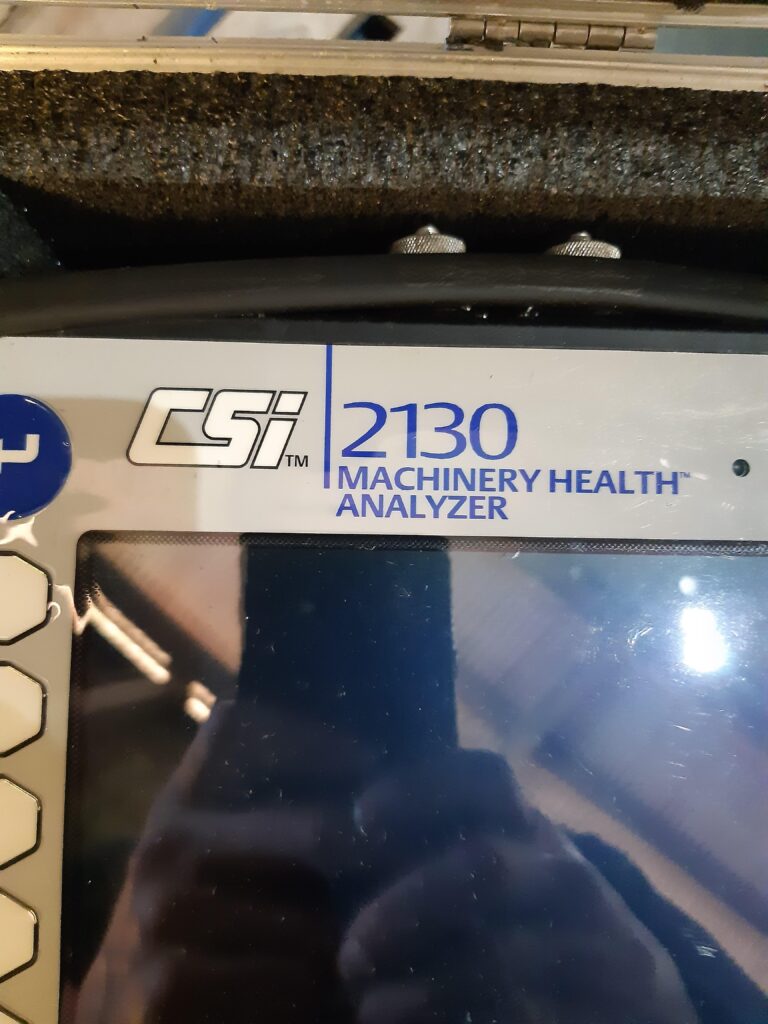 CSi™
2130
MACHINERY HEALTH™
ANALYZER